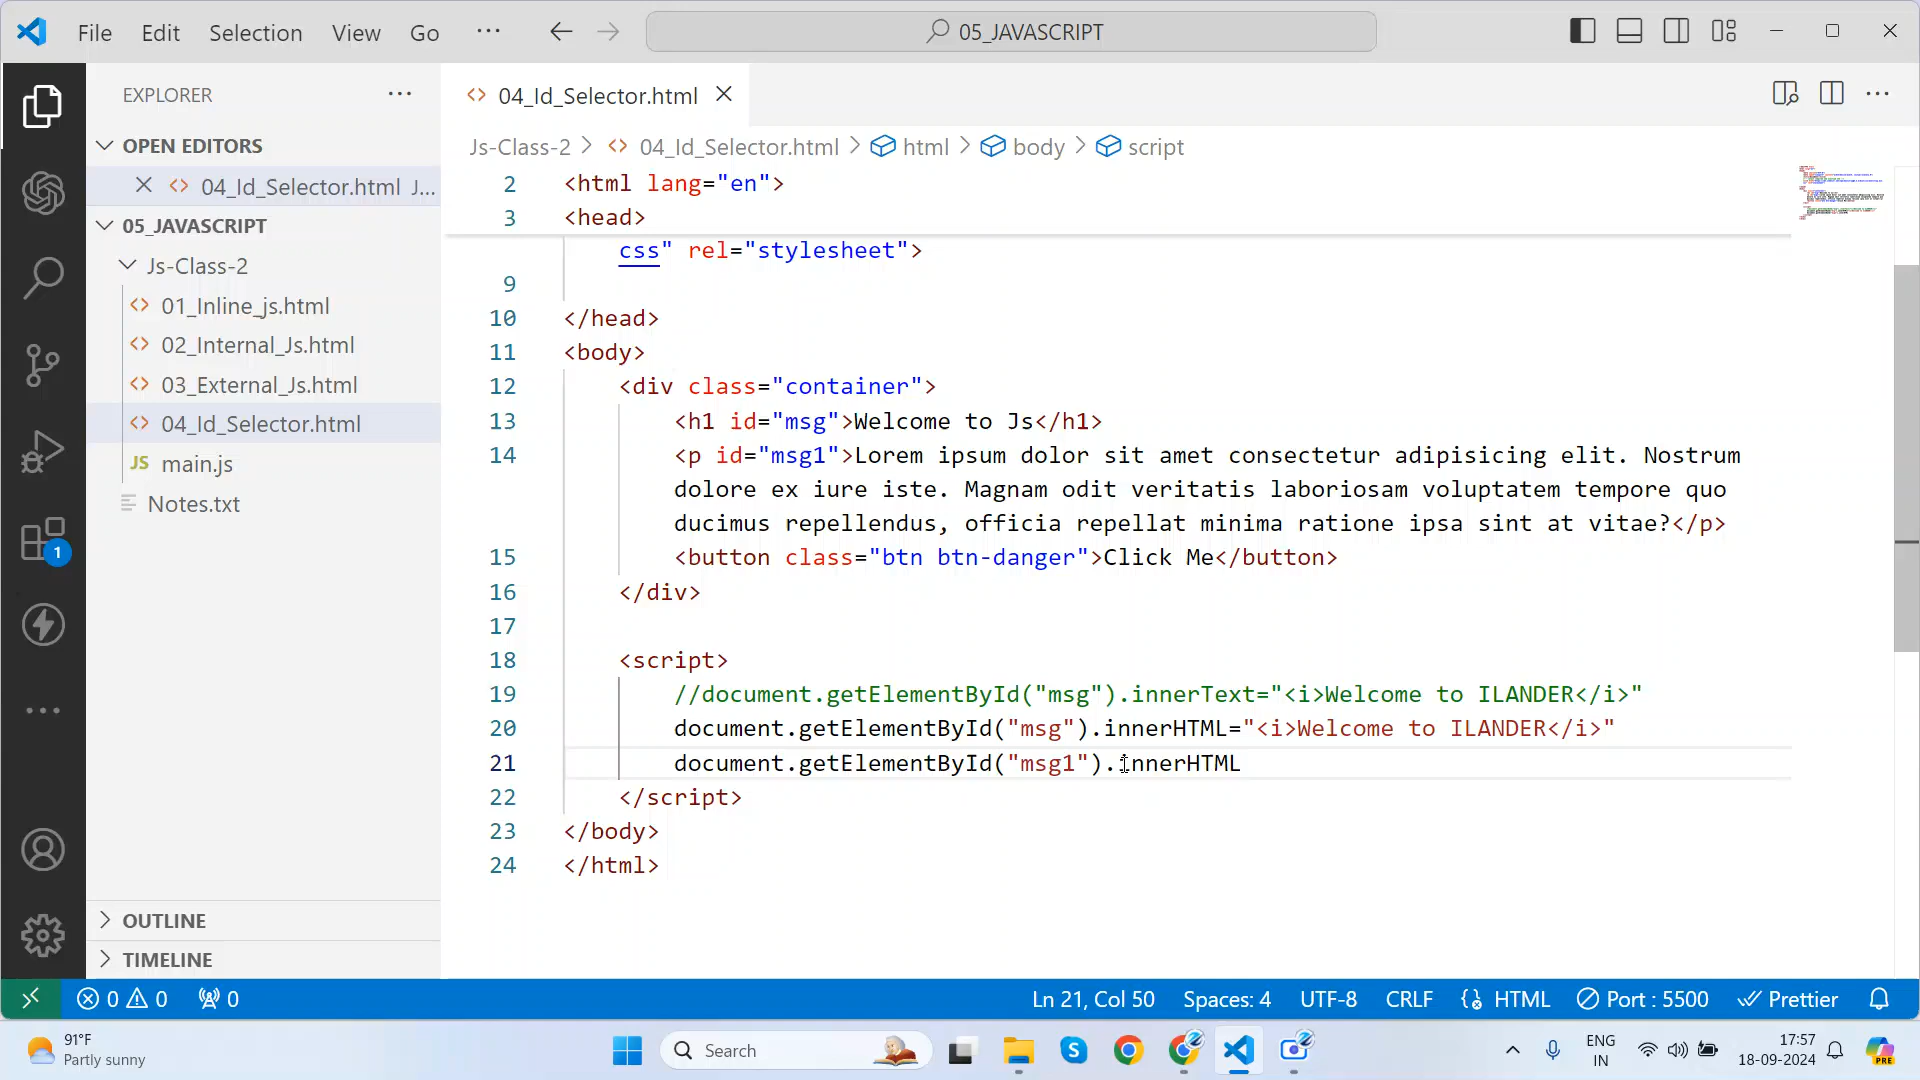 File Edit Selection View Go ··· 05_JAVASCRIPT
EXPLORER
OPEN EDITORS
04_Id_Selector.html J...
05_JAVASCRIPT
Js-Class-2
01_Inline_js.html
02_Internal_Js.html
03_External_Js.html
04_Id_Selector.html
JS main.js
Notes.txt
OUTLINE
TIMELINE
1
04_Id_Selector.html
Js-Class-2 > 04_Id_Selector.html > html > body > script
2 <html lang="en">
3 <head>
css" rel="stylesheet">
9
10 </head>
11 <body>
12 <div class="container">
13 <h1 id="msg">Welcome to Js</h1>
14 <p id="msg1">Lorem ipsum dolor sit amet consectetur adipisicing elit. Nostrum
dolore ex iure iste. Magnam odit veritatis laboriosam voluptatem tempore quo
ducimus repellendus, officia repellat minima ratione ipsa sint at vitae?</p>
15 <button class="btn btn-danger">Click Me</button>
16 </div>
17
18 <script>
19 //document.getElementById("msg").innerText="<i>Welcome to ILANDER</i>"
20 document.getElementById("msg").innerHTML="<i>Welcome to ILANDER</i>"
21 document.getElementById("msg1").innerHTML
22 </script>
23 </body>
24 </html>
0 0 0 Ln 21, Col 50 Spaces: 4 UTF-8 CRLF HTML Port : 5500 Prettier
91°F
Partly sunny
Search
S
PRE
ENG
IN
17:57
18-09-2024